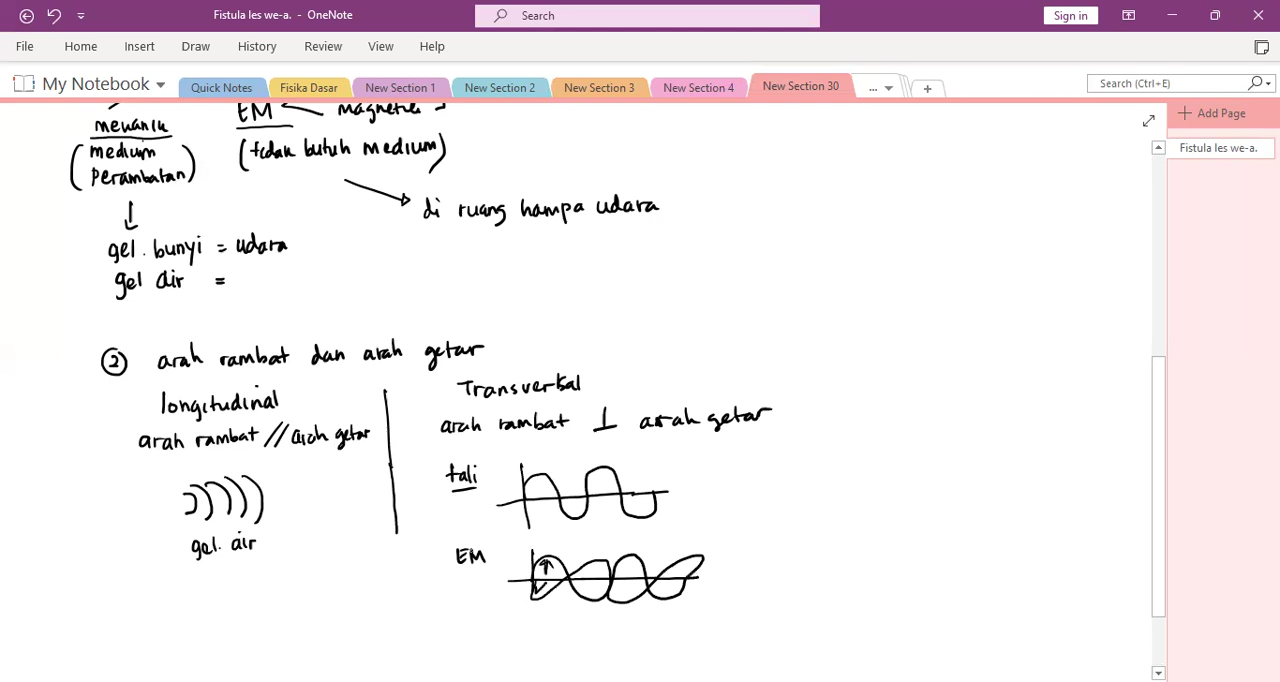 Fistula les we-a. - OneNote
Search
Sign in
File Home Insert Draw History Review View Help
My Notebook
Quick Notes
Fisika Dasar
New Section 1
New Section 2
New Section 3
New Section 4
New Section 30
...
Search (Ctrl+E)
Add Page
Fistula les we-a.
mekanik
(medium
perambatan)
EM magnetik
(tidak butuh medium)
di ruang hampa udara
gel. bunyi = udara
gel air =
② arah rambat dan arah getar
longitudinal
arah rambat // arah getar
gel. air
Transversal
arah rambat ⊥ arah getar
tali
EM